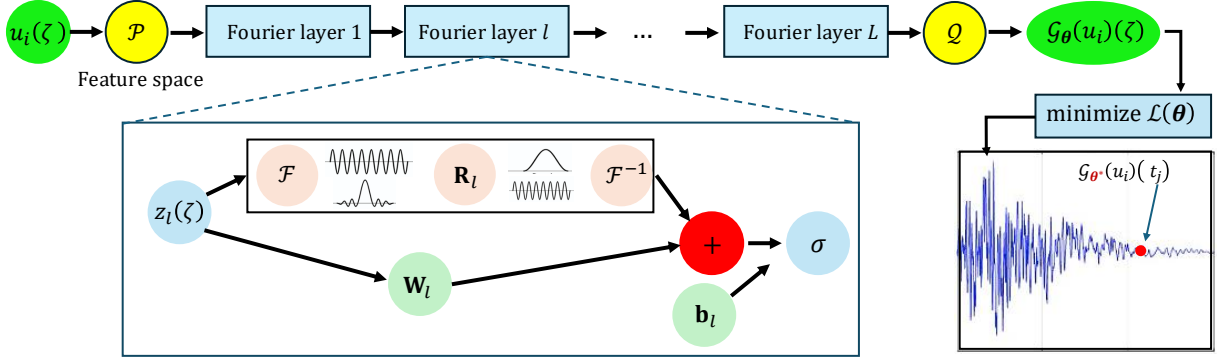 u_i(ζ)
𝒫
Fourier layer 1
Fourier layer l
...
Fourier layer L
𝒬
𝒢_θ(u_i)(ζ)
Feature space
minimize ℒ(θ)
ℱ
R_l
ℱ⁻¹
𝒢_θ*(u_i)(t_j)
z_l(ζ)
+
σ
W_l
b_l